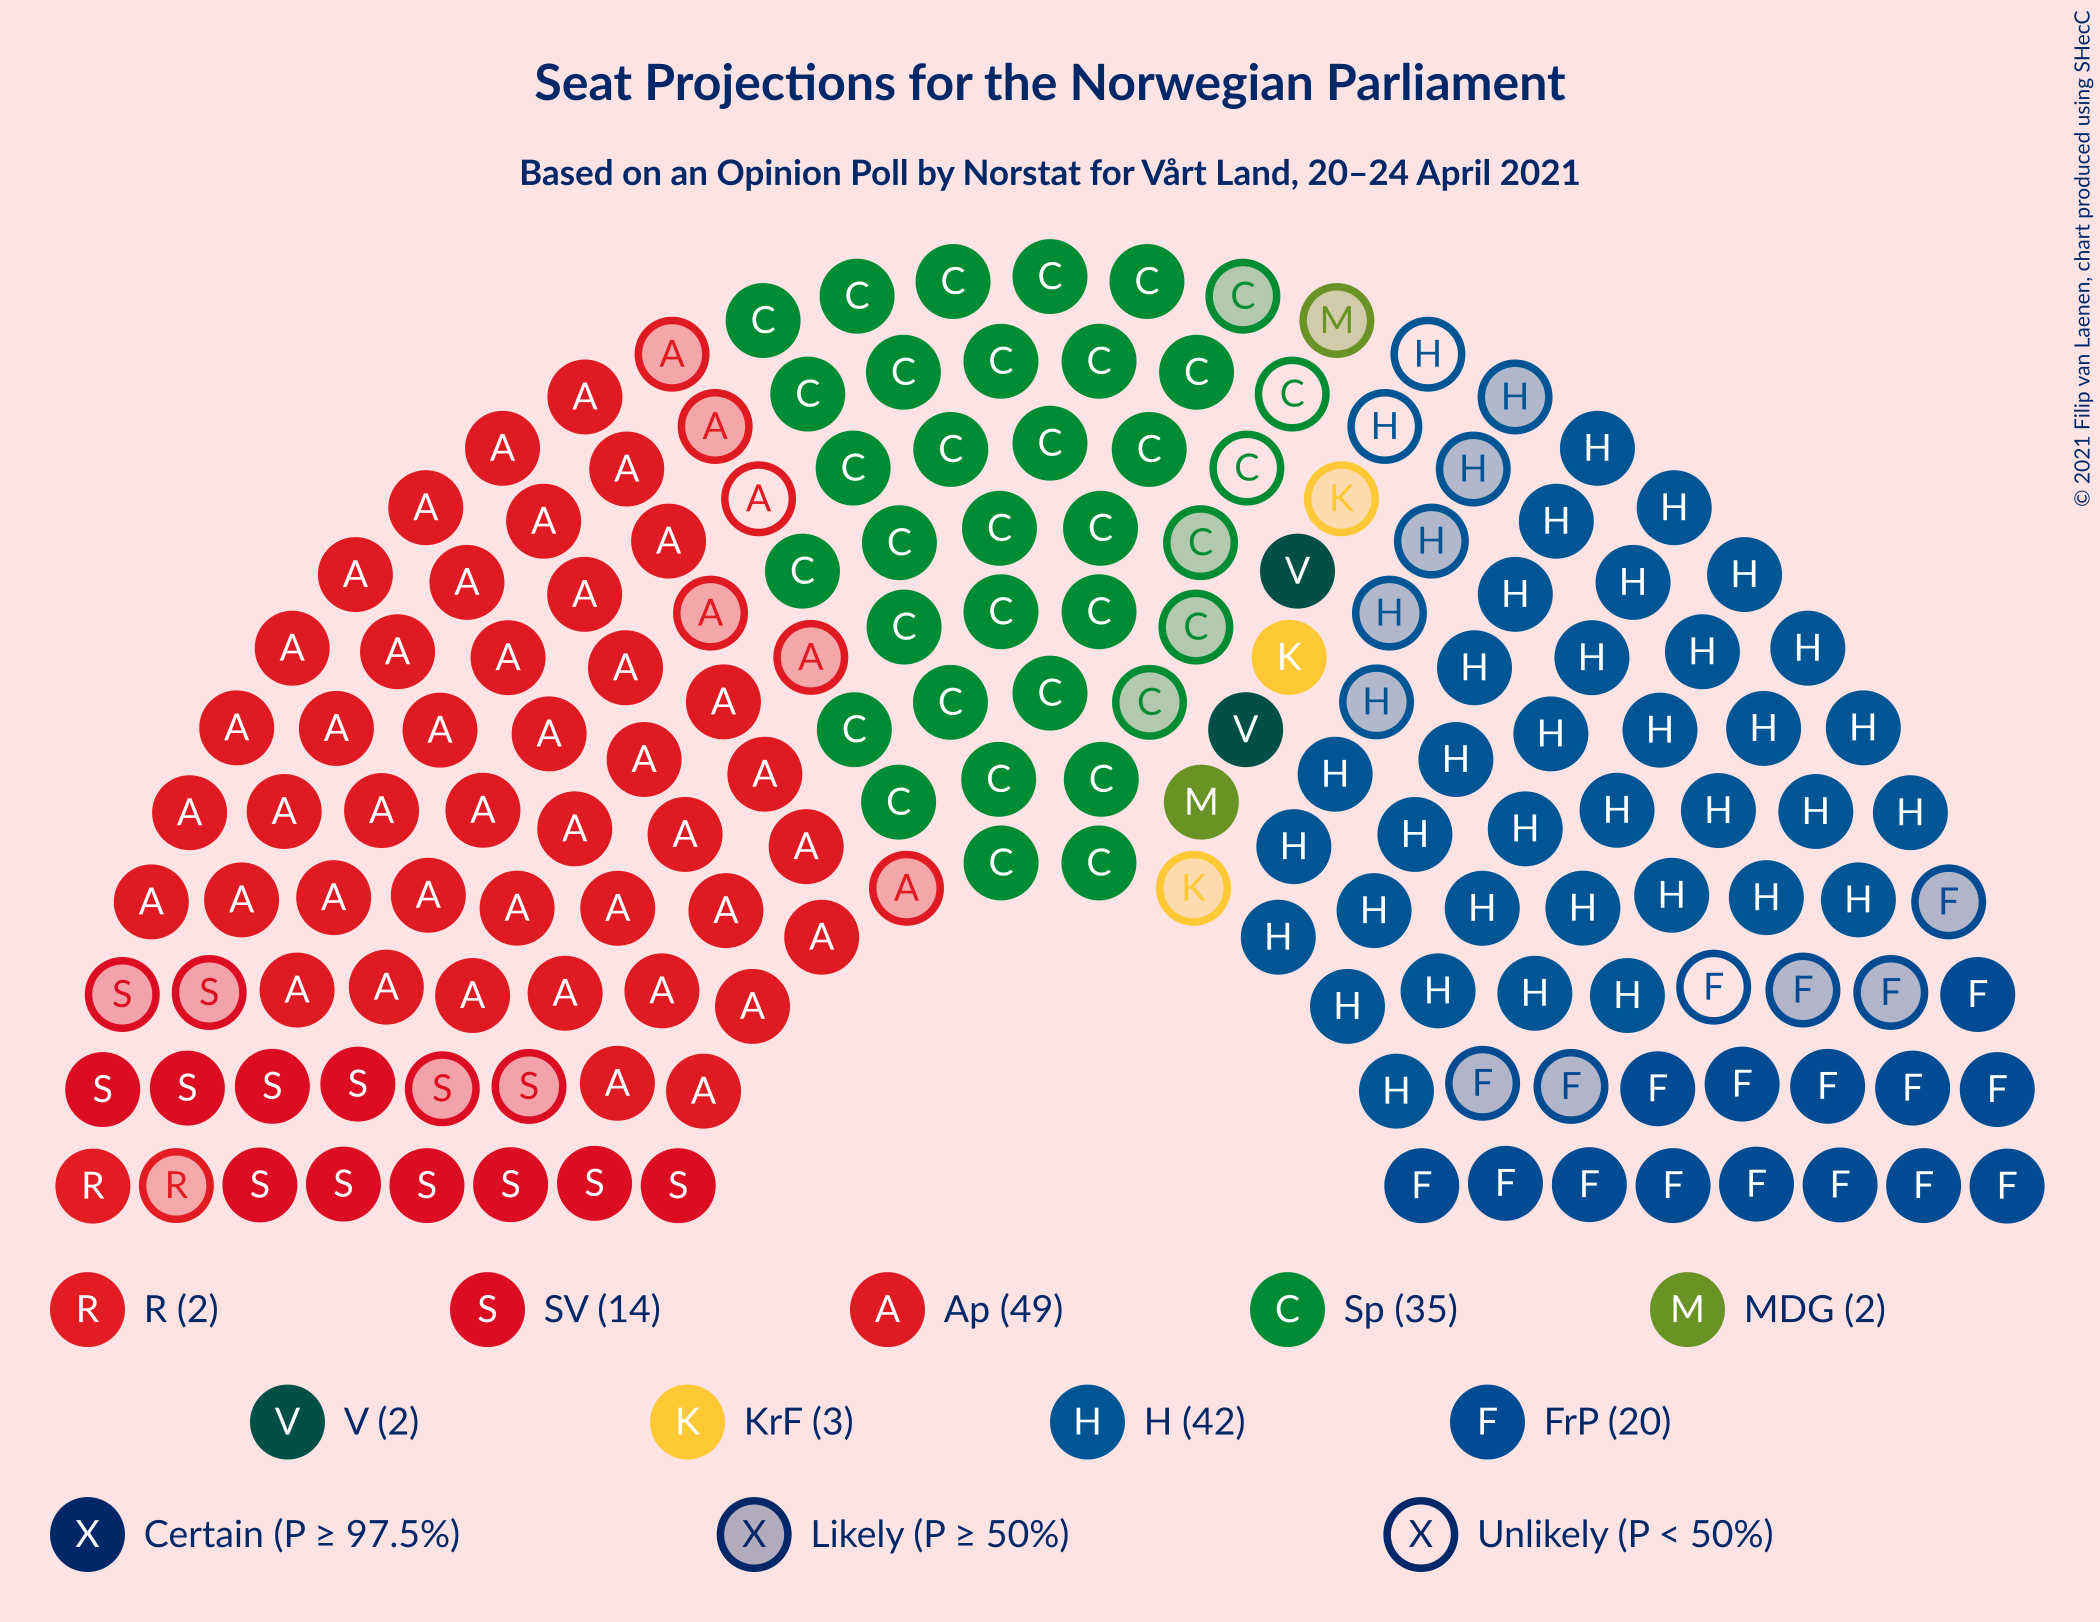 Seat Projections for the Norwegian Parliament
Based on an Opinion Poll by Norstat for Vårt Land, 20–24 April 2021
© 2021 Filip van Laenen, chart produced using SHecC
C C C C C C M
A C H H
A C C C C C C H H
A A H H
A C C C C C K H H
A A A H H H
A C C C C C V H H
A A A H H H
A A A A A C C C C K H H H H H
A A A C C C C H H H
A A A A A C V H H H H H
A A A C C C M H H H
A A A A A A H H H H H H
A A A C C H H H
A A A A A K H H H H F
A A A A H H H H
S S A A A A A H H H F F F F
A H
S S S S S S A A H F F F F F F F
R R S S S S S S F F F F F F F F
R R (2) S SV (14) A Ap (49) C Sp (35) M MDG (2)
V V (2) K KrF (3) H H (42) F FrP (20)
X Certain (P ≥ 97.5%) X Likely (P ≥ 50%) X Unlikely (P < 50%)